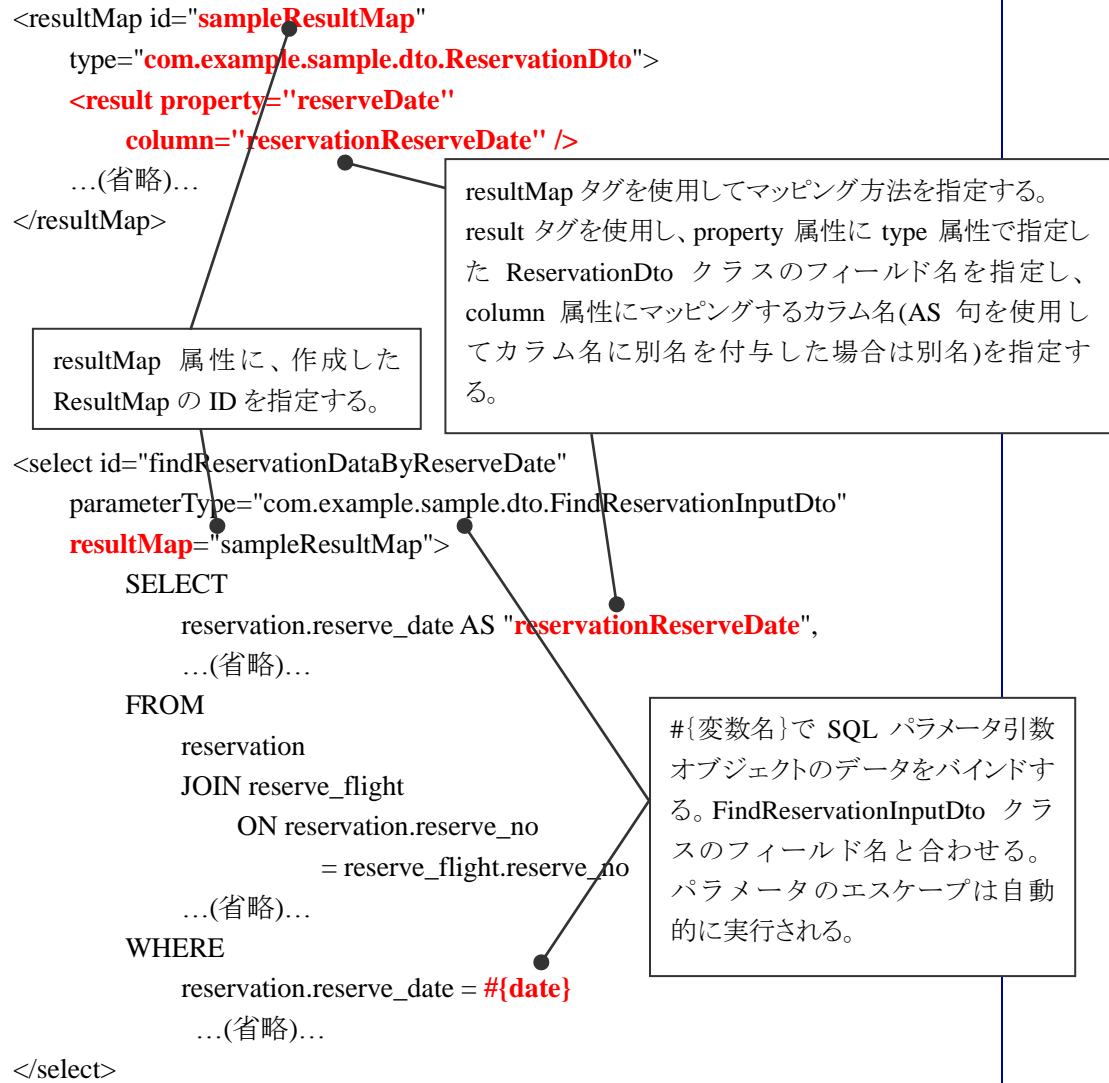 <resultMap id="sampleResultMap"
type="com.example.sample.dto.ReservationDto">
<result property="reserveDate"
column="reservationReserveDate" />
…(省略)…
</resultMap>
resultMap タグを使用してマッピング方法を指定する。
result タグを使用し、property 属性に type 属性で指定し
た ReservationDto クラスのフィールド名を指定し、
column 属性にマッピングするカラム名(AS 句を使用し
てカラム名に別名を付与した場合は別名)を指定す
る。
resultMap 属性に、作成した
ResultMap の ID を指定する。
<select id="findReservationDataByReserveDate"
parameterType="com.example.sample.dto.FindReservationInputDto"
resultMap="sampleResultMap">
SELECT
reservation.reserve_date AS "reservationReserveDate",
…(省略)…
FROM
reservation
JOIN reserve_flight
ON reservation.reserve_no
= reserve_flight.reserve_no
…(省略)…
WHERE
reservation.reserve_date = #{date}
…(省略)…
</select>
#{変数名}で SQL パラメータ引数
オブジェクトのデータをバインドす
る。FindReservationInputDto クラ
スのフィールド名と合わせる。
パラメータのエスケープは自動
的に実行される。